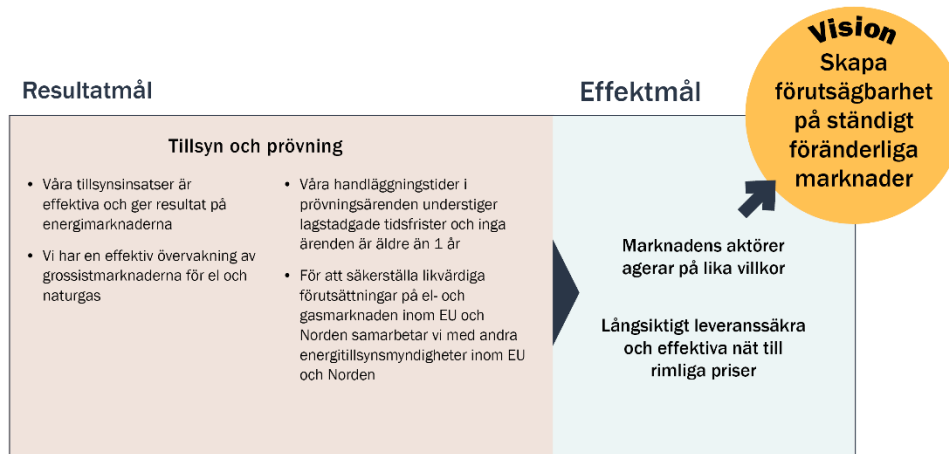 Vision
Skapa
förutsägbarhet
på ständigt
föränderliga
marknader
Resultatmål
Effektmål
Tillsyn och prövning
• Våra tillsynsinsatser är
effektiva och ger resultat på
energimarknaderna
• Vi har en effektiv övervakning av
grossistmarknaderna för el och
naturgas
• Våra handläggningstider i
prövningsärenden understiger
lagstadgade tidsfrister och inga
ärenden är äldre än 1 år
• För att säkerställa likvärdiga
förutsättningar på el- och
gasmarknaden inom EU och
Norden samarbetar vi med andra
energitillsynsmyndigheter inom EU
och Norden
Marknadens aktörer
agerar på lika villkor
Långsiktigt leveranssäkra
och effektiva nät till
rimliga priser